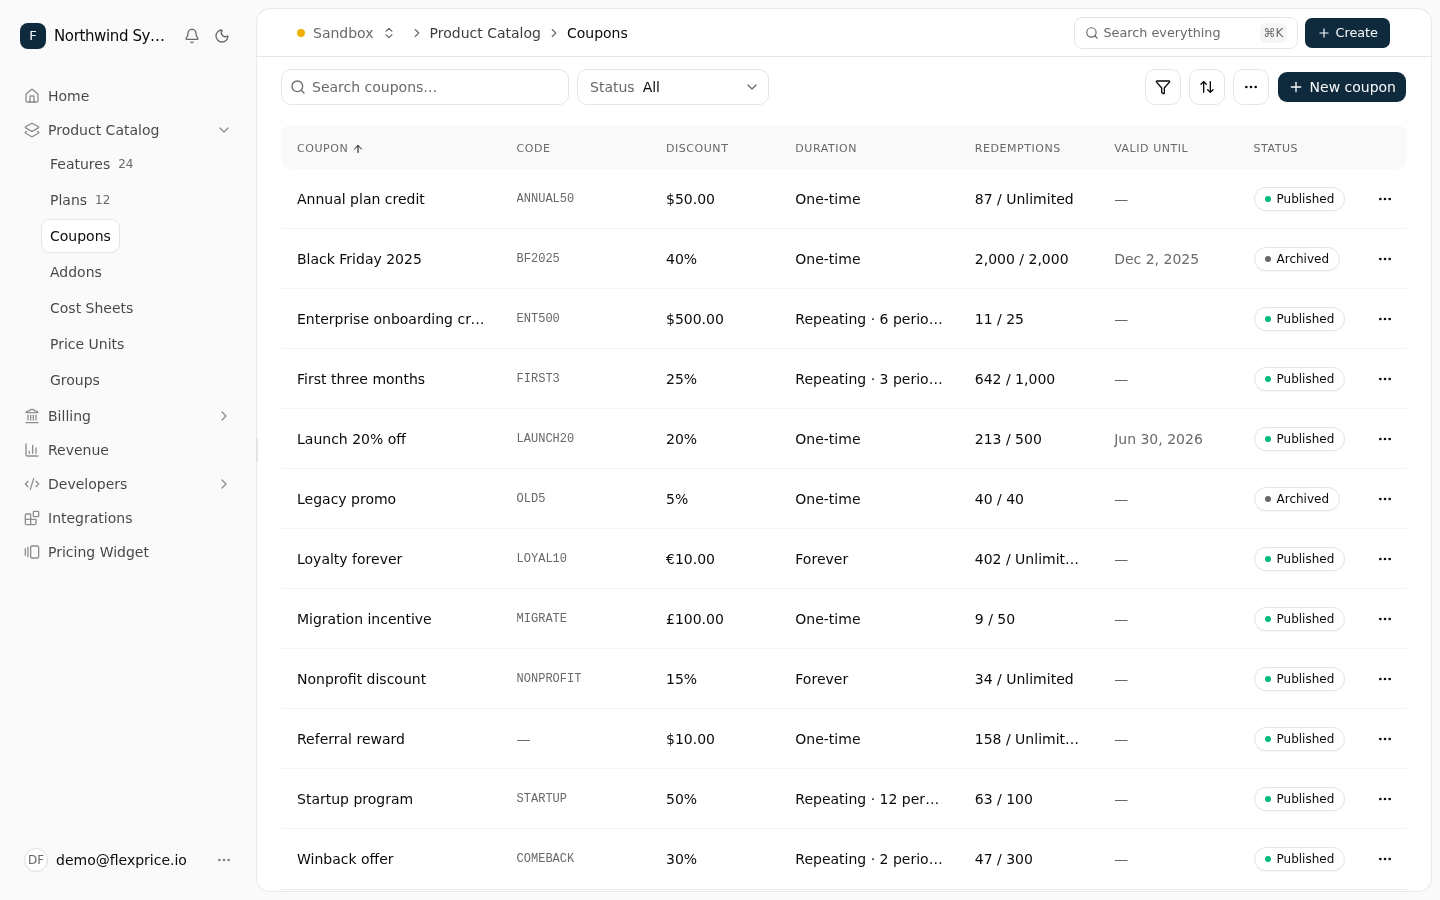 F Northwind Sy...
Sandbox Product Catalog Coupons Search everything ⌘K Create
Home
Product Catalog
Features 24
Plans 12
Coupons
Addons
Cost Sheets
Price Units
Groups
Billing
Revenue
Developers
Integrations
Pricing Widget
DF demo@flexprice.io
Search coupons... Status All New coupon
COUPON CODE DISCOUNT DURATION REDEMPTIONS VALID UNTIL STATUS
Annual plan credit ANNUAL50 $50.00 One-time 87 / Unlimited — Published
Black Friday 2025 BF2025 40% One-time 2,000 / 2,000 Dec 2, 2025 Archived
Enterprise onboarding cr... ENT500 $500.00 Repeating · 6 perio... 11 / 25 — Published
First three months FIRST3 25% Repeating · 3 perio... 642 / 1,000 — Published
Launch 20% off LAUNCH20 20% One-time 213 / 500 Jun 30, 2026 Published
Legacy promo OLD5 5% One-time 40 / 40 — Archived
Loyalty forever LOYAL10 €10.00 Forever 402 / Unlimit... — Published
Migration incentive MIGRATE £100.00 One-time 9 / 50 — Published
Nonprofit discount NONPROFIT 15% Forever 34 / Unlimited — Published
Referral reward — $10.00 One-time 158 / Unlimit... — Published
Startup program STARTUP 50% Repeating · 12 per... 63 / 100 — Published
Winback offer COMEBACK 30% Repeating · 2 perio... 47 / 300 — Published